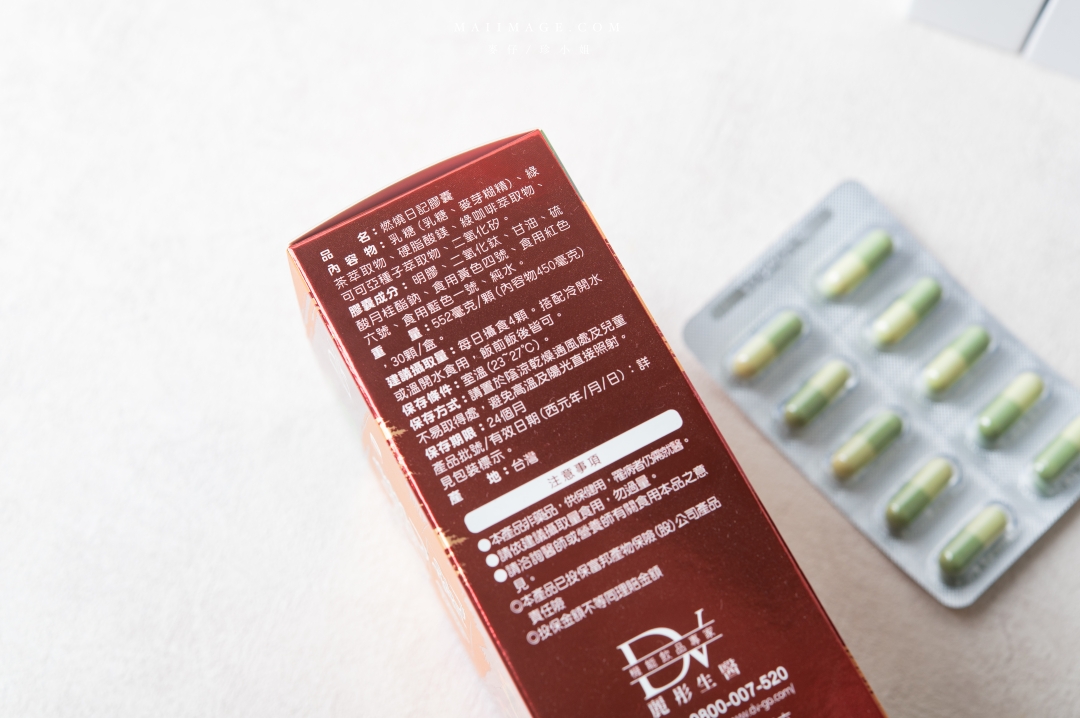 MAJEMAGE.COM
品　名：燃燒日記膠囊
內容物：乳糖(乳糖、麥芽糊精)、綠
茶萃取物、硬脂酸鎂、綠咖啡萃取物、
可可亞種子萃取物、二氧化矽。
膠囊成分：明膠、二氧化鈦、甘油、硫
酸月桂酯鈉、食用黃色四號、食用紅色
六號、食用藍色一號、純水。
重　量：552毫克/顆(內容物450毫克)
，30顆/盒。
建議攝取量：每日攝食4顆。搭配冷開水
或溫開水食用，飯前飯後皆可。
保存條件：室溫(23~27°C)。
保存方式：請置於陰涼乾燥通風處及兒童
不易取得處，避免高溫及陽光直接照射。
保存期限：24個月
產品批號/有效日期(西元年/月/日)：詳
見包裝標示。
產　地：台灣
注意事項
●本產品非藥品，供保健用，罹病者仍需就醫。
●請依建議攝取量食用，勿過量。
●請洽詢醫師或營養師有關食用本品之意
見。
◎本產品已投保富邦產物保險(股)公司產品
責任險
◎投保金額不等同理賠金額
DV
機能飲品專家
麗彤生醫
0800-007-520
www.dv-go.com/